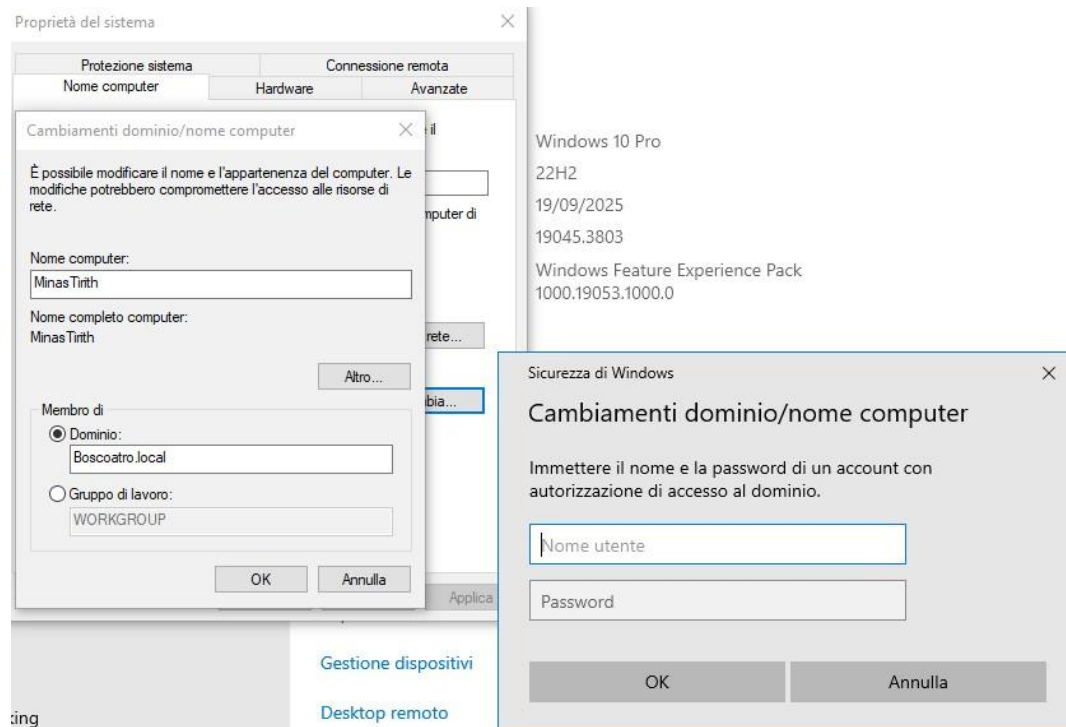 Proprietà del sistema
Protezione sistema
Connessione remota
Nome computer
Hardware
Avanzate
Cambiamenti dominio/nome computer
È possibile modificare il nome e l'appartenenza del computer. Le
modifiche potrebbero compromettere l'accesso alle risorse di
rete.
Nome computer:
MinasTirith
Nome completo computer:
MinasTirith
Altro...
Membro di
Dominio:
Boscoatro.local
Gruppo di lavoro:
WORKGROUP
OK
Annulla
il
di
rete...
Applica
Windows 10 Pro
22H2
19/09/2025
19045.3803
Windows Feature Experience Pack
1000.19053.1000.0
Sicurezza di Windows
Cambiamenti dominio/nome computer
Immettere il nome e la password di un account con
autorizzazione di accesso al dominio.
Nome utente
Password
OK
Annulla
Gestione dispositivi
Desktop remoto